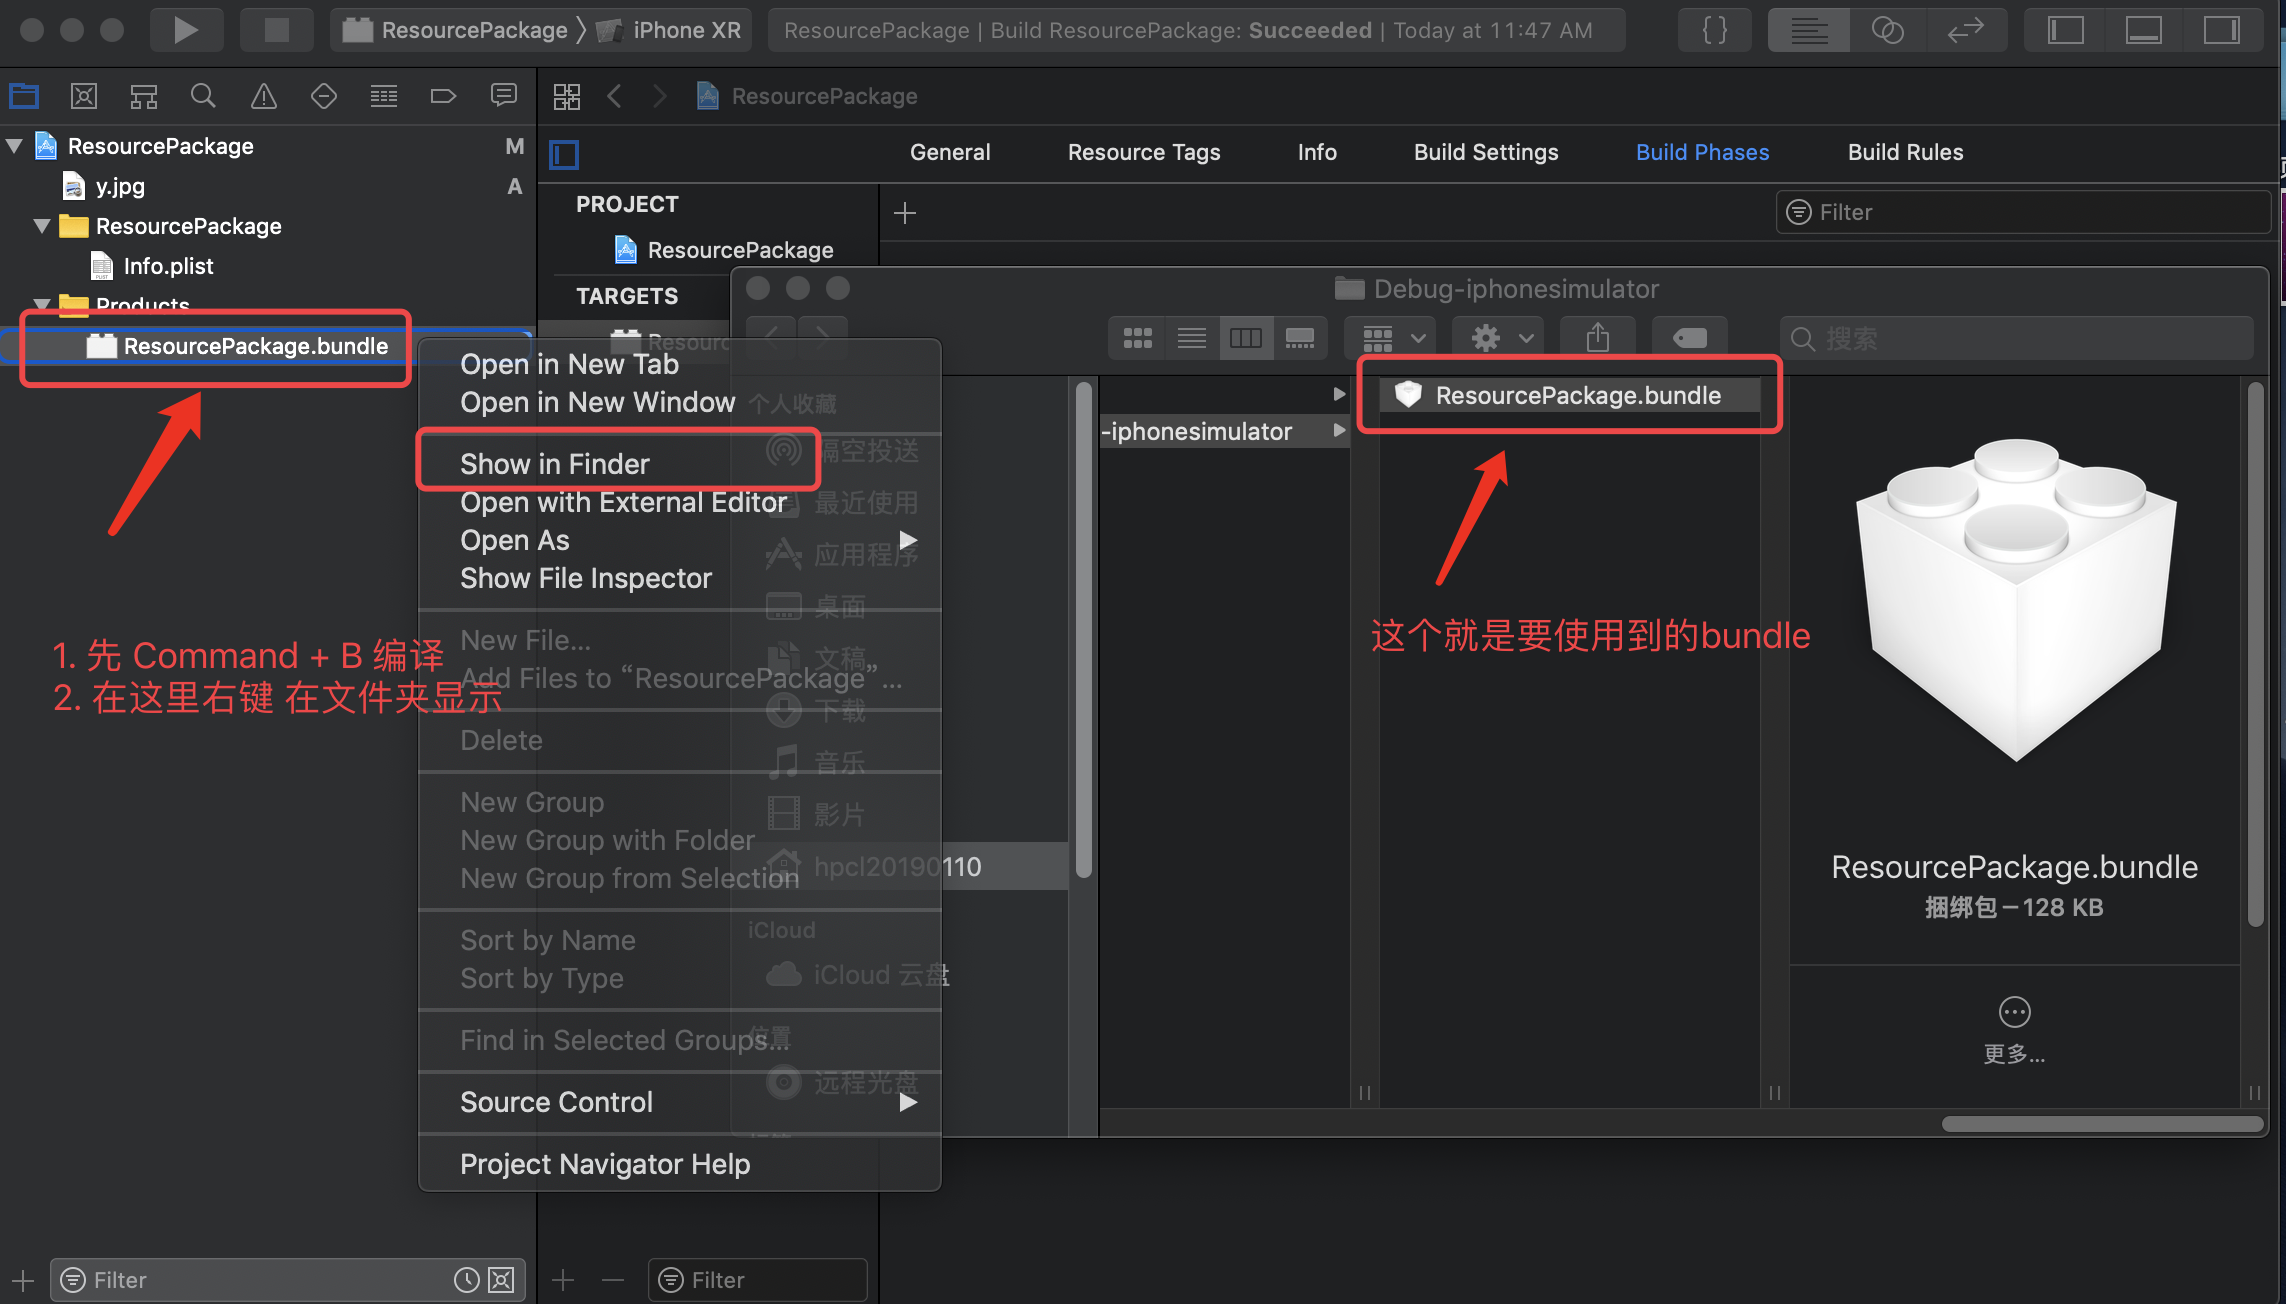 ResourcePackage
iPhone XR
ResourcePackage | Build ResourcePackage: Succeeded | Today at 11:47 AM
{}
ResourcePackage
ResourcePackage M
y.jpg A
ResourcePackage
Info.plist
Products
ResourcePackage.bundle
General
Resource Tags
Info
Build Settings
Build Phases
Build Rules
PROJECT
ResourcePackage
TARGETS
Resourc
Filter
Debug-iphonesimulator
搜索
Open in New Tab
Open in New Window
Show in Finder
Open with External Editor
Open As
Show File Inspector
New File...
Add Files to “ResourcePackage”...
Delete
New Group
New Group with Folder
New Group from Selection
Sort by Name
Sort by Type
Find in Selected Groups...
Source Control
Project Navigator Help
个人收藏
隔空投送
最近使用
应用程序
桌面
文稿
下载
音乐
影片
hpcl20190110
iCloud
iCloud 云盘
位置
远程光盘
-iphonesimulator
ResourcePackage.bundle
1. 先 Command + B 编译
2. 在这里右键 在文件夹显示
这个就是要使用到的bundle
ResourcePackage.bundle
捆绑包 – 128 KB
更多...
Filter
Filter